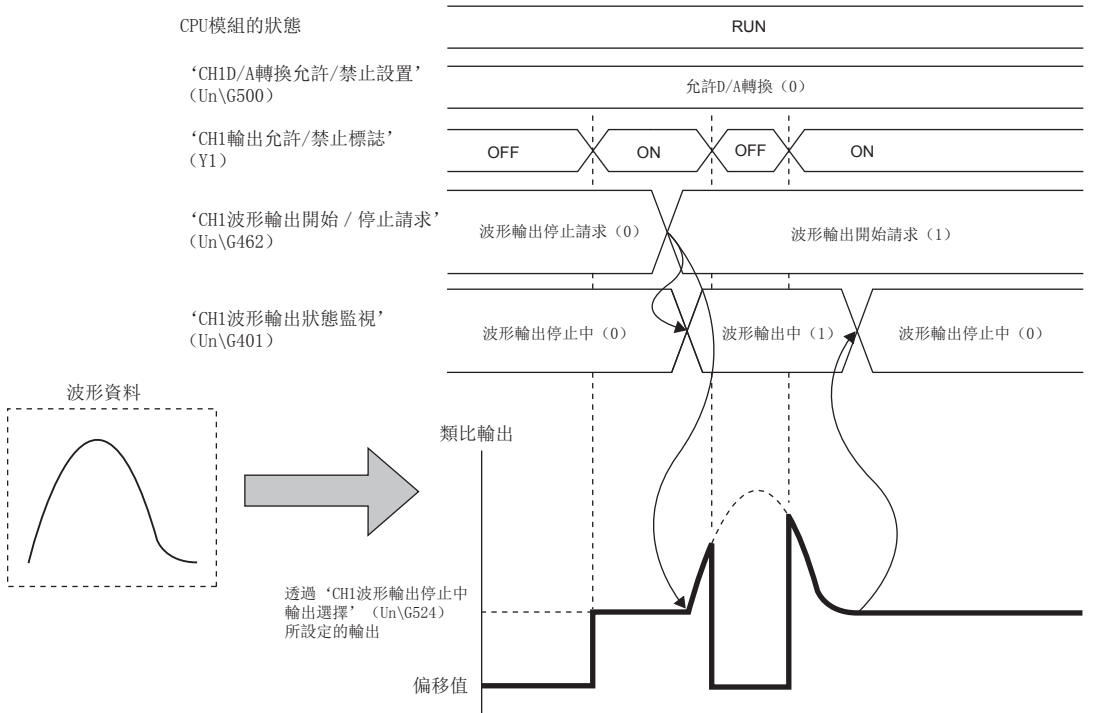 CPU模組的狀態
RUN
‘CH1D/A轉換允許/禁止設置’
（Un\G500）
允許D/A轉換（0）
‘CH1輸出允許/禁止標誌’
（Y1）
OFF
ON
OFF
ON
‘CH1波形輸出開始／停止請求’
（Un\G462）
波形輸出停止請求（0）
波形輸出開始請求（1）
‘CH1波形輸出狀態監視’
（Un\G401）
波形輸出停止中（0）
波形輸出中（1）
波形輸出停止中（0）
波形資料
類比輸出
透過‘CH1波形輸出停止中
輸出選擇’（Un\G524）
所設定的輸出
偏移值